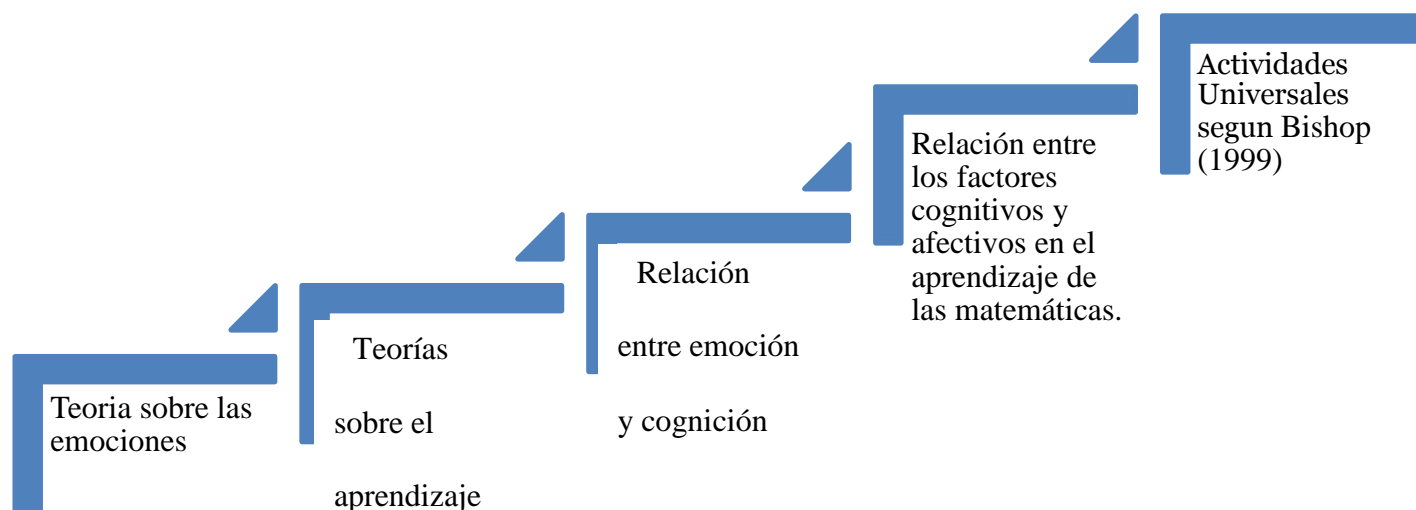 Teoria sobre las
emociones
Teorías
sobre el
aprendizaje
Relación
entre emoción
y cognición
Relación entre
los factores
cognitivos y
afectivos en el
aprendizaje de
las matemáticas.
Actividades
Universales
segun Bishop
(1999)